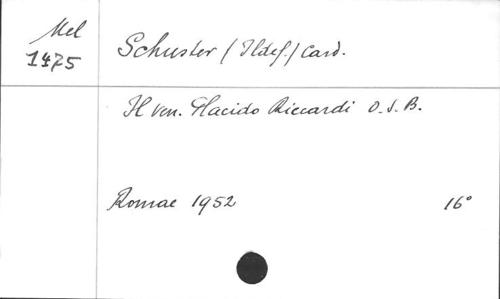 Mel
1475
Schuster / Ildef. / Card.
Il ven. Placido Riccardi O.S.B.
Romae 1952 16°